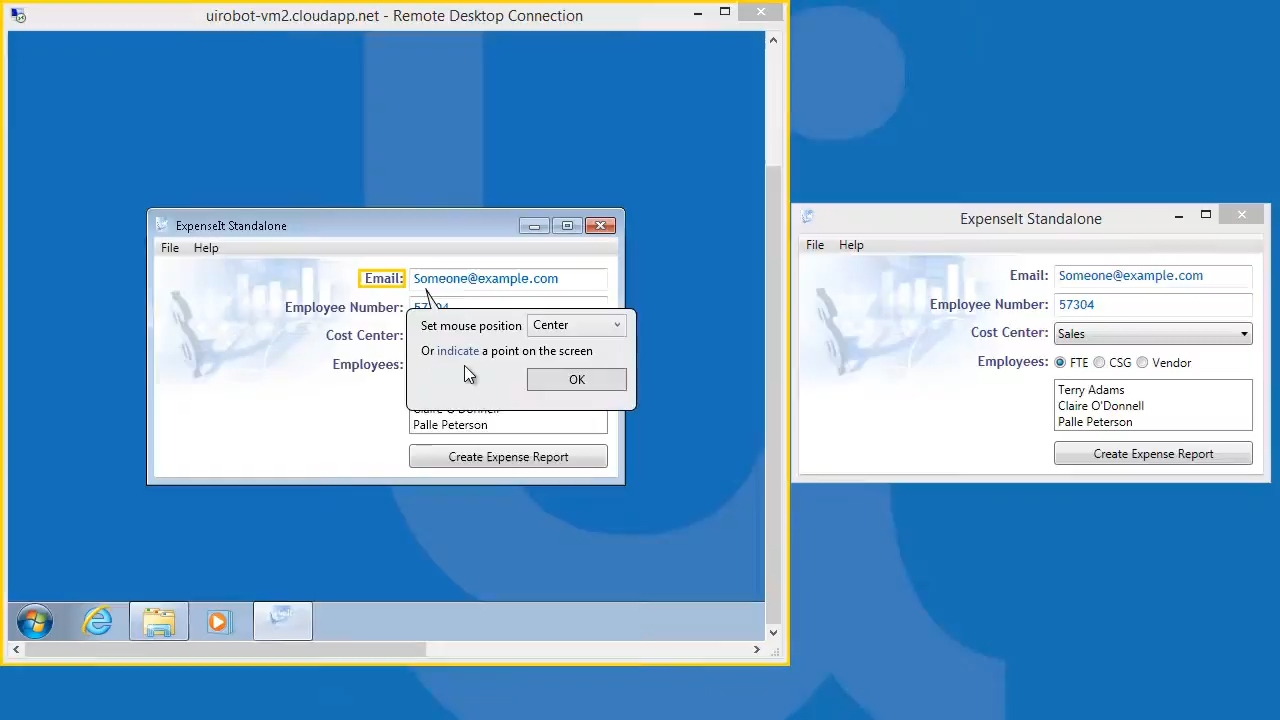 uirobot-vm2.cloudapp.net - Remote Desktop Connection
ExpenseIt Standalone
File Help
Email: Someone@example.com
Employee Number:
Cost Center:
Employees:
Set mouse position Center
Or indicate a point on the screen
OK
Palle Peterson
Create Expense Report
ExpenseIt Standalone
File Help
Email: Someone@example.com
Employee Number: 57304
Cost Center: Sales
Employees: FTE CSG Vendor
Terry Adams
Claire O'Donnell
Palle Peterson
Create Expense Report